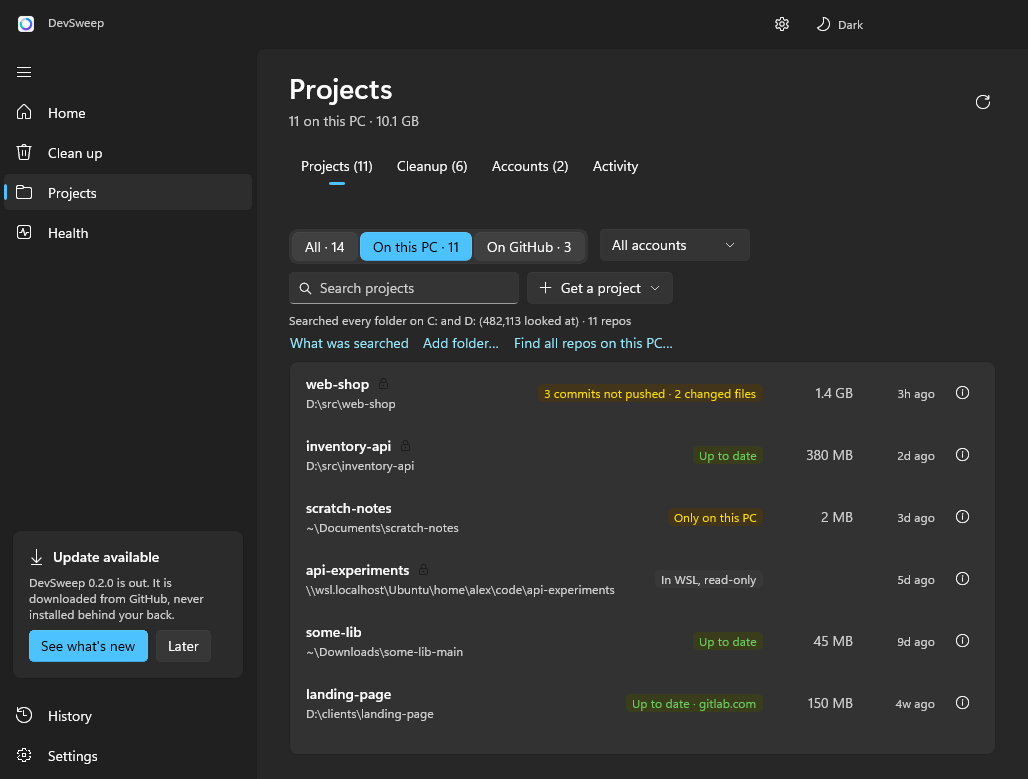 DevSweep
Dark
Home
Clean up
Projects
Health
Projects
11 on this PC · 10.1 GB
Projects (11) Cleanup (6) Accounts (2) Activity
All · 14 On this PC · 11 On GitHub · 3 All accounts
Search projects Get a project
Searched every folder on C: and D: (482,113 looked at) · 11 repos
What was searched Add folder... Find all repos on this PC...
web-shop
D:\src\web-shop
3 commits not pushed · 2 changed files 1.4 GB 3h ago
inventory-api
D:\src\inventory-api
Up to date 380 MB 2d ago
scratch-notes
~\Documents\scratch-notes
Only on this PC 2 MB 3d ago
api-experiments
\\wsl.localhost\Ubuntu\home\alex\code\api-experiments
In WSL, read-only 5d ago
some-lib
~\Downloads\some-lib-main
Up to date 45 MB 9d ago
landing-page
D:\clients\landing-page
Up to date · gitlab.com 150 MB 4w ago
Update available
DevSweep 0.2.0 is out. It is
downloaded from GitHub, never
installed behind your back.
See what's new Later
History
Settings